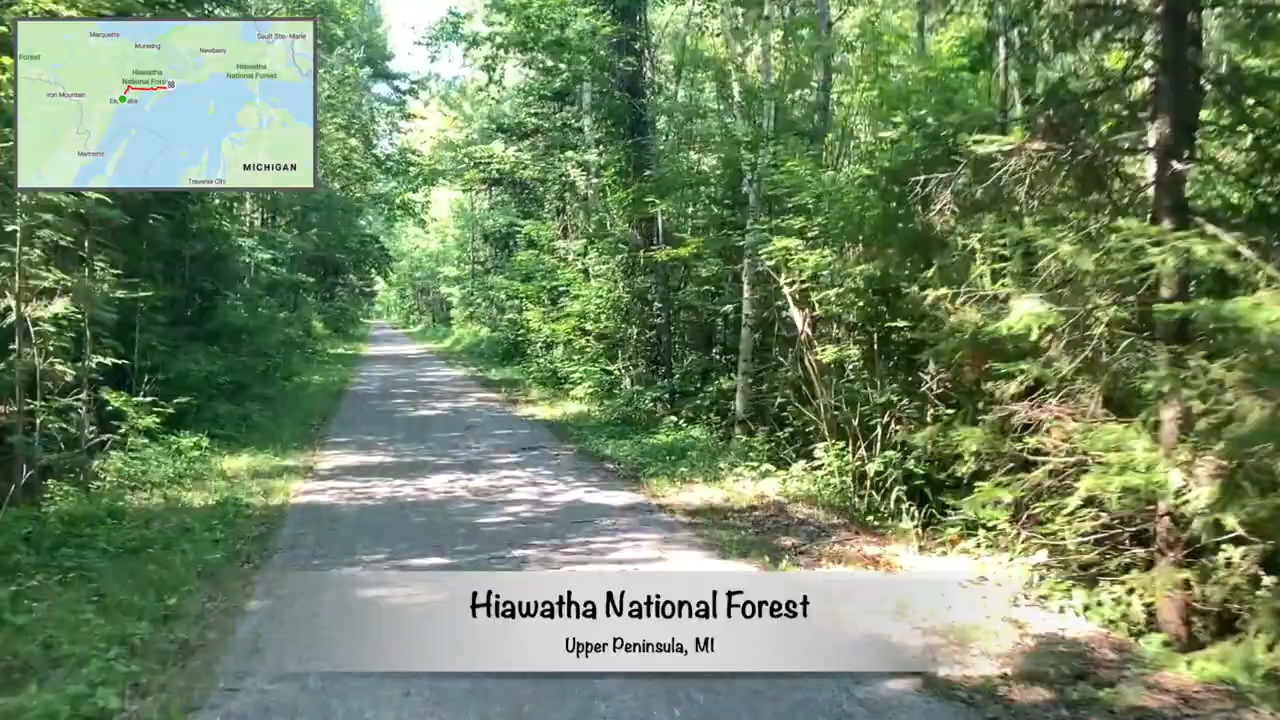 Marquette
Sault Ste- Marie
Munising
Newberry
Forest
Hiawatha
National Forest
Hiawatha
National Forest
Iron Mountain
Marinette
MICHIGAN
Traverse City
Hiawatha National Forest
Upper Peninsula, MI